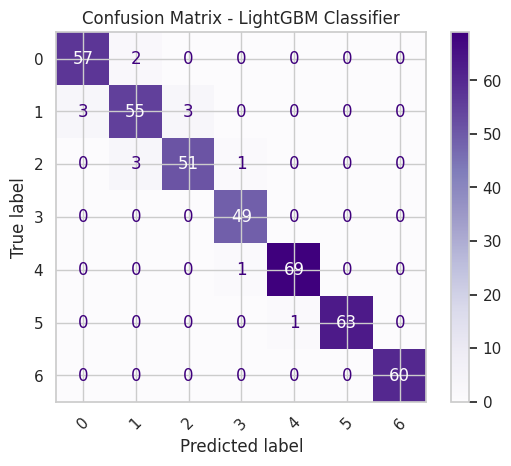 Confusion Matrix - LightGBM Classifier
0 57 2 0 0 0 0 0
1 3 55 3 0 0 0 0
2 0 3 51 1 0 0 0
3 0 0 0 49 0 0 0
4 0 0 0 1 69 0 0
5 0 0 0 0 1 63 0
6 0 0 0 0 0 0 60
0 1 2 3 4 5 6
True label
Predicted label
60
50
40
30
20
10
0